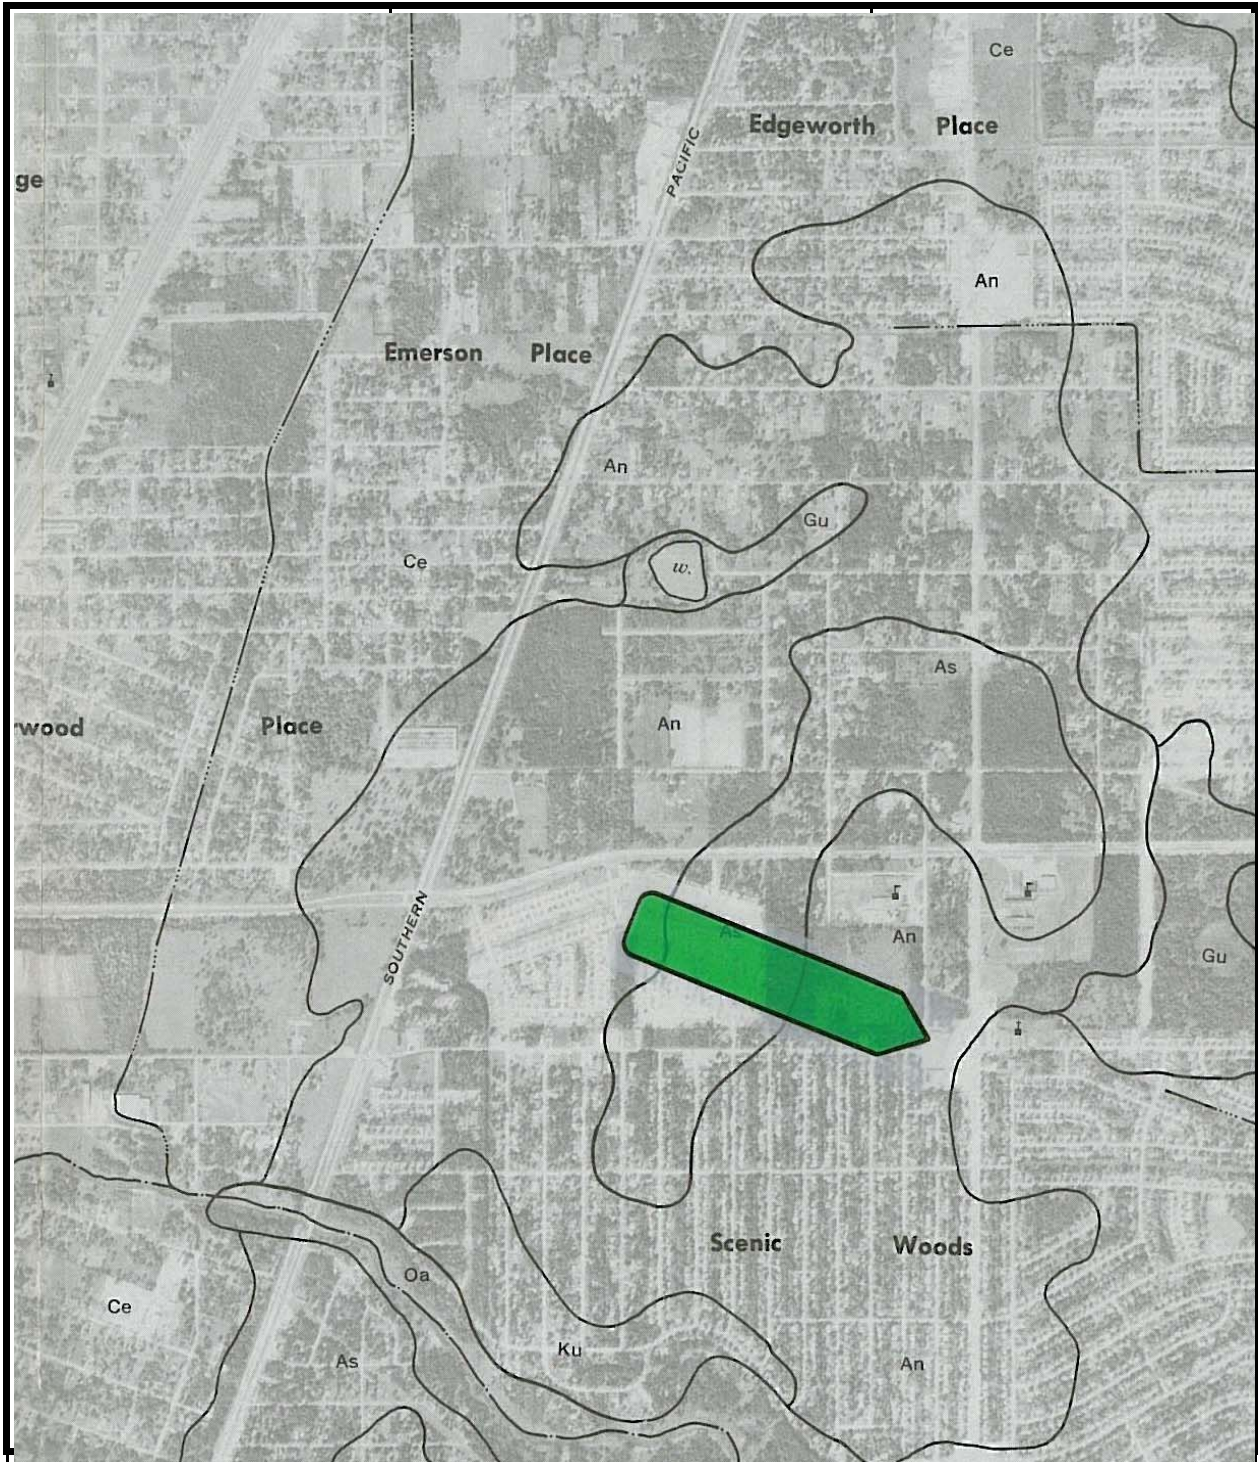 Ce
Edgeworth Place
PACIFIC
ge
An
Emerson Place
An
Gu
Ce
w.
As
rwood Place
An
As
An
SOUTHERN
Gu
Scenic Woods
Oa
Ce
Ku
As
An